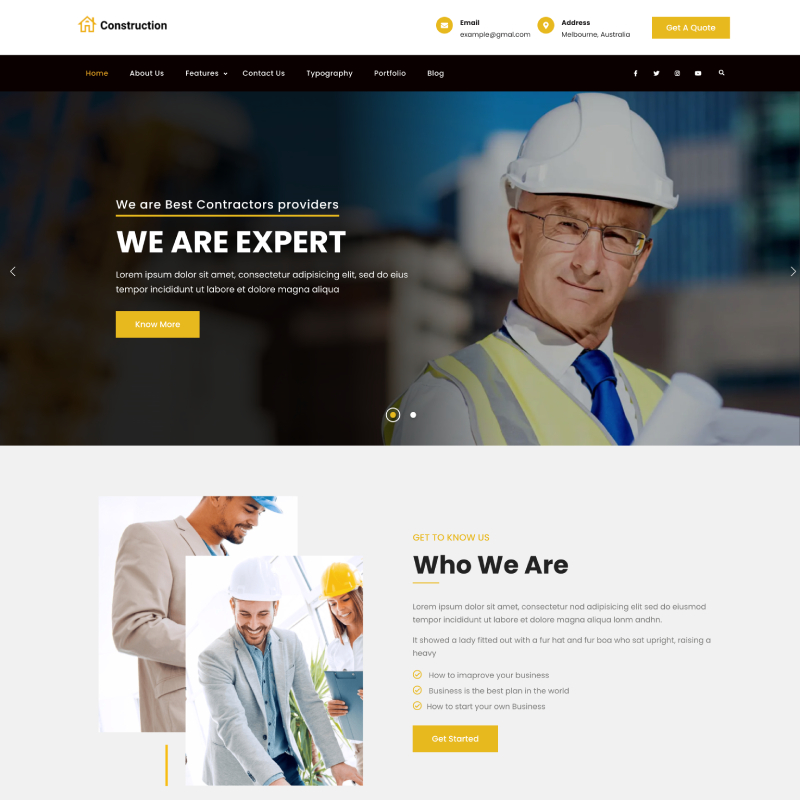 Construction
Email
example@gmal.com
Address
Melbourne, Australia
Get A Quote
Home
About Us
Features
Contact Us
Typography
Portfolio
Blog
We are Best Contractors providers
WE ARE EXPERT
Lorem ipsum dolor sit amet, consectetur adipisicing elit, sed do eius
tempor incididunt ut labore et dolore magna aliqua
Know More
GET TO KNOW US
Who We Are
Lorem ipsum dolor sit amet, consectetur nod adipisicing elit sed do eiusmod
tempor incididunt ut labore et dolore magna aliqua lonm andhn.
It showed a lady fitted out with a fur hat and fur boa who sat upright, raising a
heavy
How to imaprove your business
Business is the best plan in the world
How to start your own Business
Get Started